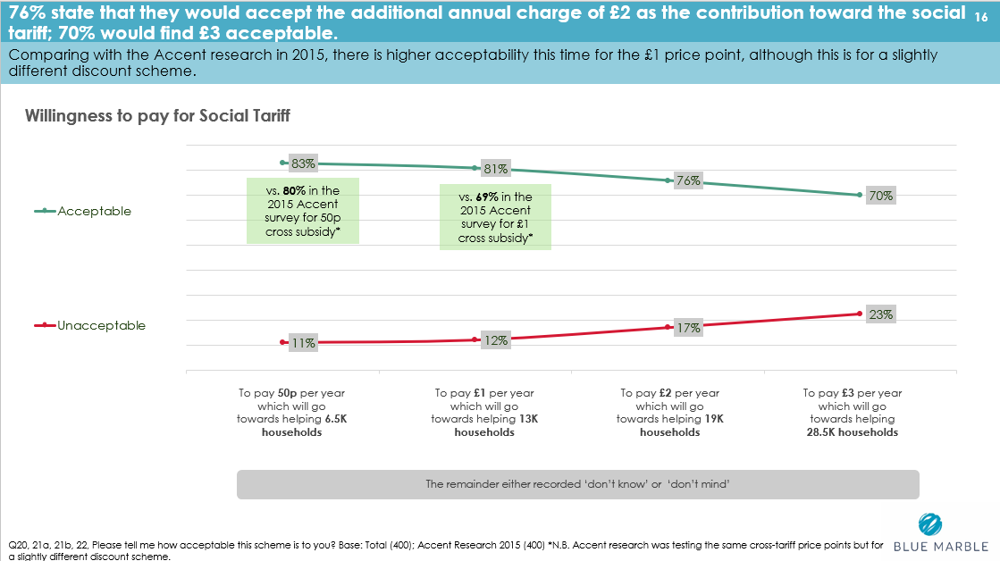 76% state that they would accept the additional annual charge of £2 as the contribution toward the social
tariff; 70% would find £3 acceptable.
16
Comparing with the Accent research in 2015, there is higher acceptability this time for the £1 price point, although this is for a slightly
different discount scheme.
Willingness to pay for Social Tariff
Acceptable
Unacceptable
83%
81%
76%
70%
vs. 80% in the
2015 Accent
survey for 50p
cross subsidy*
vs. 69% in the
2015 Accent
survey for £1
cross subsidy*
11%
12%
17%
23%
To pay 50p per year
which will go
towards helping 6.5K
households
To pay £1 per year
which will go
towards helping 13K
households
To pay £2 per year
which will go
towards helping 19K
households
To pay £3 per year
which will go
towards helping
28.5K households
The remainder either recorded ‘don’t know’ or ‘don’t mind’
Q20, 21a, 21b, 22, Please tell me how acceptable this scheme is to you? Base: Total (400); Accent Research 2015 (400) *N.B. Accent research was testing the same cross-tariff price points but for
a slightly different discount scheme.
BLUE MARBLE